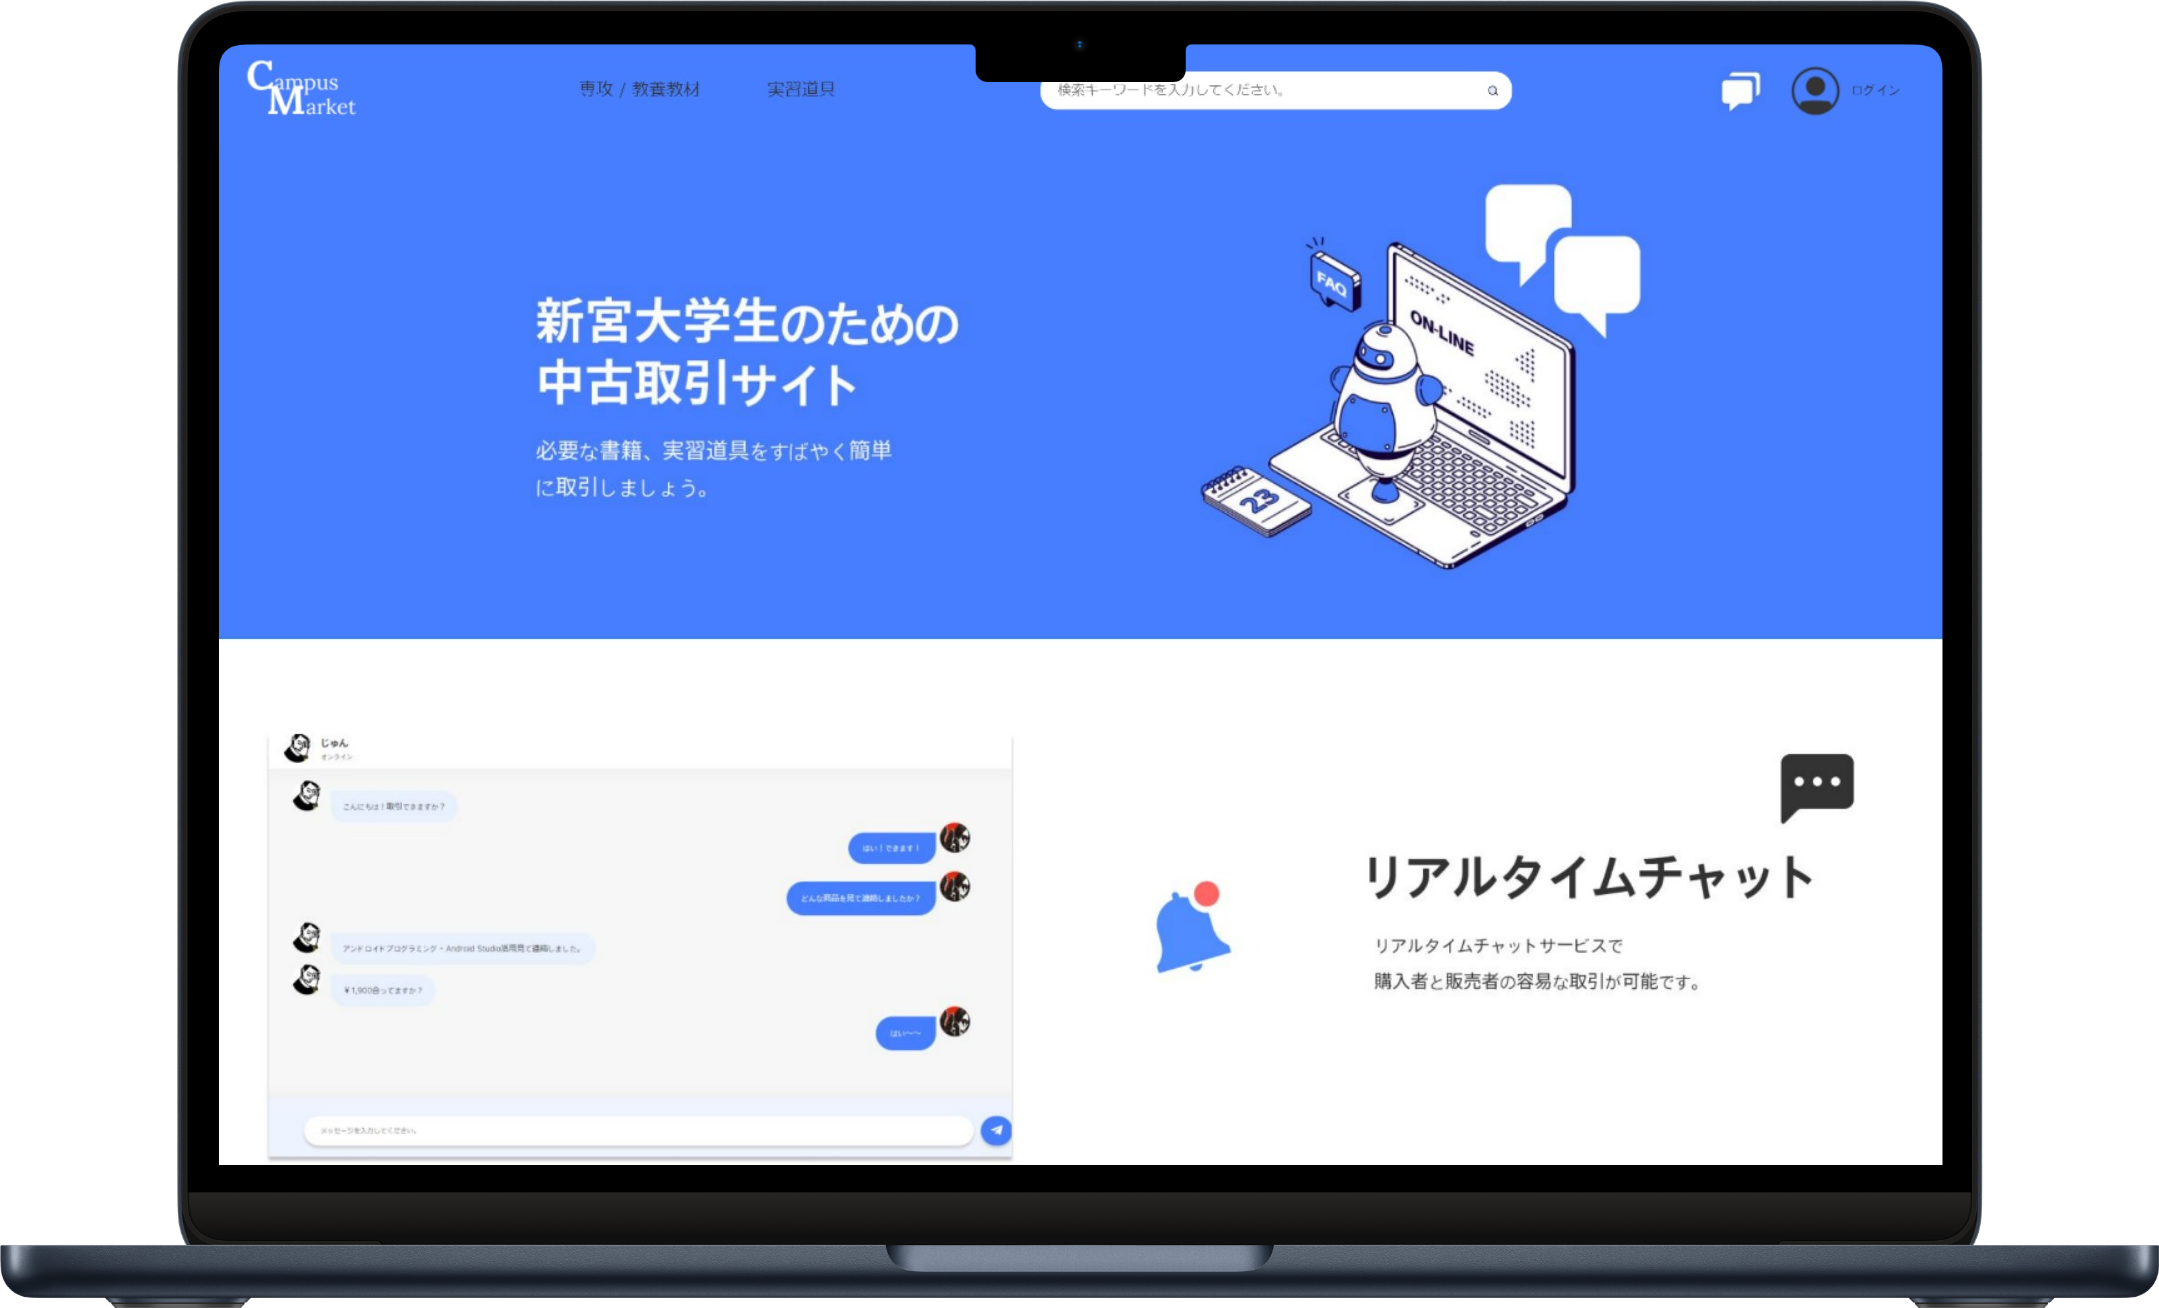 Campus
Market
専攻 / 教養教材
実習道具
検索キーワードを入力してください。
ログイン
新宮大学生のための
中古取引サイト
必要な書籍、実習道具をすばやく簡単
に取引しましょう。
FAQ
ON-LINE
23
じゅん
オンライン
こんにちは！取引できますか？
はい！できます！
どんな商品を見て連絡しましたか？
アンドロイドプログラミング・Android Studio活用見て連絡しました。
¥1,900合ってますか？
はい〜〜
メッセージを入力してください。
リアルタイムチャット
リアルタイムチャットサービスで
購入者と販売者の容易な取引が可能です。